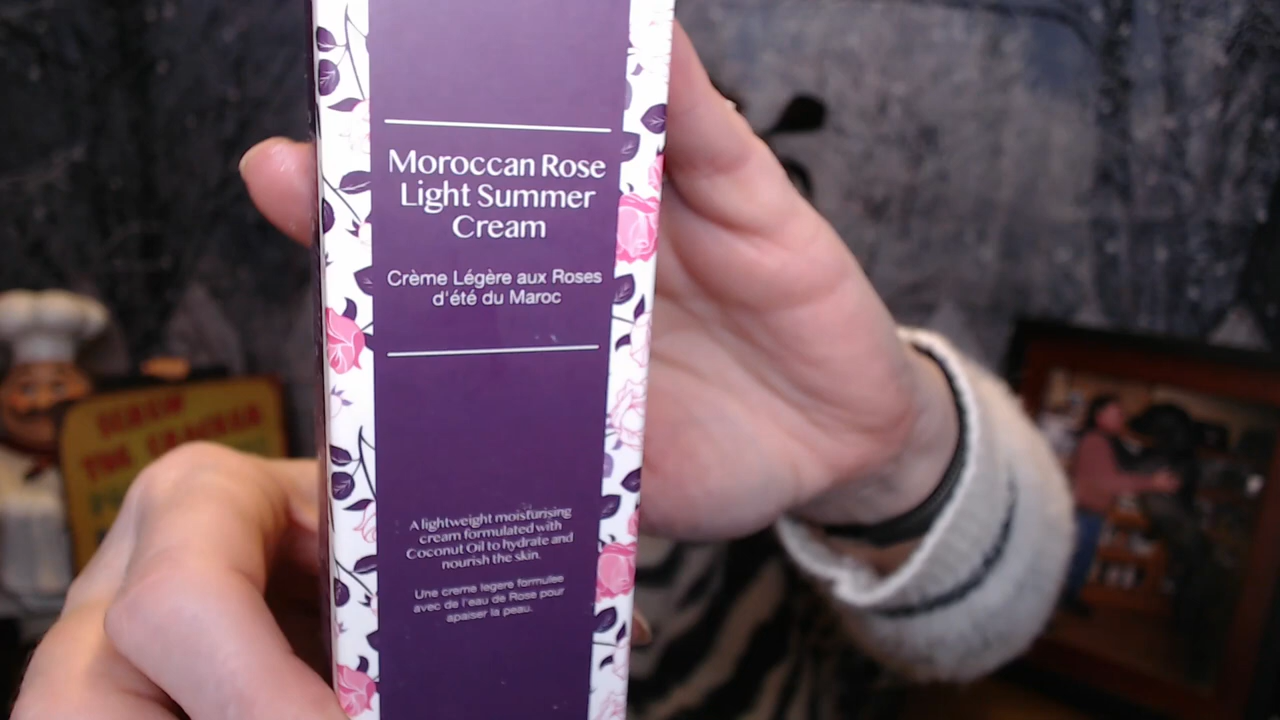 Moroccan Rose
Light Summer
Cream
Crème Légère aux Roses
d'été du Maroc
A lightweight moisturising
cream formulated with
Coconut Oil to hydrate and
nourish the skin.
Une creme legere formulee
avec de l'eau de Rose pour
apaiser la peau.